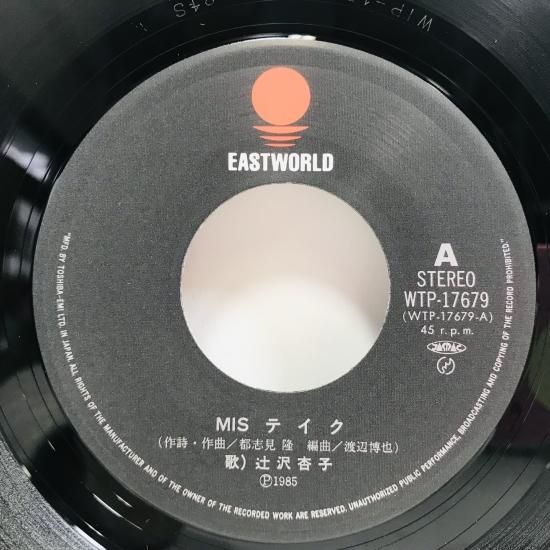 EASTWORLD
A
STEREO
WTP-17679
(WTP-17679-A)
45 r.p.m.
JASRAC
MIS テイク
(作詩・作曲/都志見 隆 編曲/渡辺博也)
歌) 辻沢杏子
Ⓟ1985
"MFD. BY TOSHIBA-EMI LTD. IN JAPAN. ALL RIGHTS OF THE MANUFACTURER AND OF THE OWNER OF THE RECORDED WORK ARE RESERVED. UNAUTHORIZED PUBLIC PERFORMANCE, BROADCASTING AND COPYING OF THE RECORD PROHIBITED."